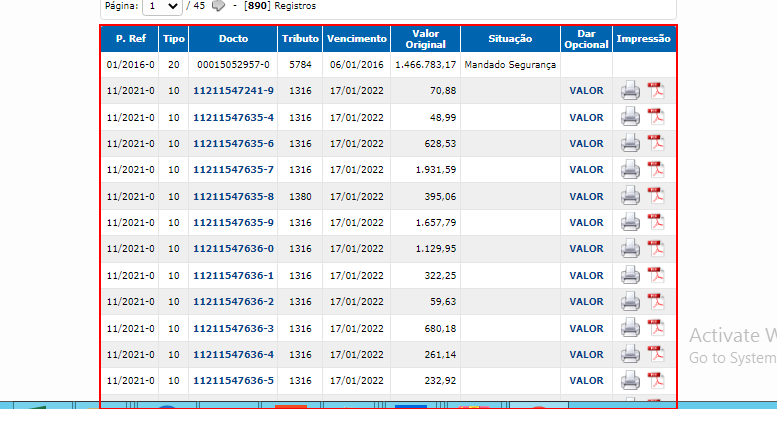 Página: 1 / 45 - [890] Registros
P. Ref Tipo Docto Tributo Vencimento Valor Original Situação Dar Opcional Impressão
01/2016-0 20 00015052957-0 5784 06/01/2016 1.466.783,17 Mandado Segurança
11/2021-0 10 11211547241-9 1316 17/01/2022 70,88 VALOR
11/2021-0 10 11211547635-4 1316 17/01/2022 48,99 VALOR
11/2021-0 10 11211547635-6 1316 17/01/2022 628,53 VALOR
11/2021-0 10 11211547635-7 1316 17/01/2022 1.931,59 VALOR
11/2021-0 10 11211547635-8 1380 17/01/2022 395,06 VALOR
11/2021-0 10 11211547635-9 1316 17/01/2022 1.657,79 VALOR
11/2021-0 10 11211547636-0 1316 17/01/2022 1.129,95 VALOR
11/2021-0 10 11211547636-1 1316 17/01/2022 322,25 VALOR
11/2021-0 10 11211547636-2 1316 17/01/2022 59,63 VALOR
11/2021-0 10 11211547636-3 1316 17/01/2022 680,18 VALOR
11/2021-0 10 11211547636-4 1316 17/01/2022 261,14 VALOR
11/2021-0 10 11211547636-5 1316 17/01/2022 232,92 VALOR
Activate W
Go to System